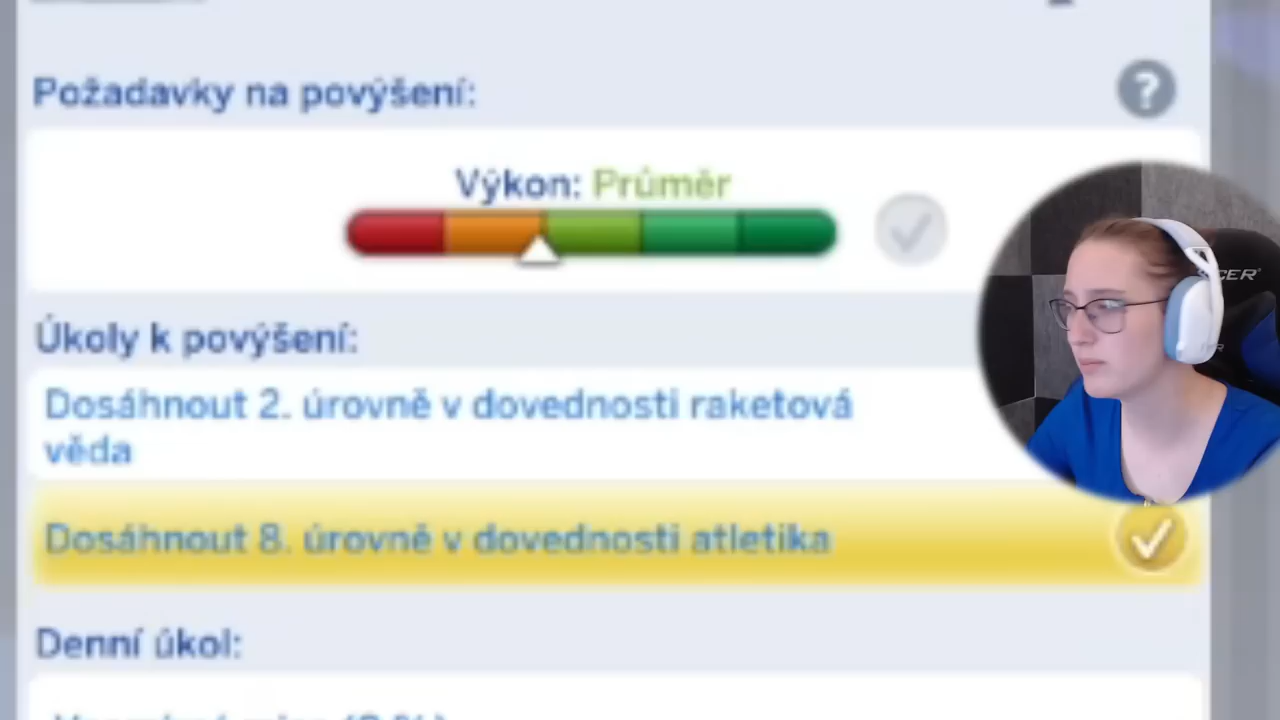 Požadavky na povýšení:
?
Výkon: Průměr
Úkoly k povýšení:
Dosáhnout 2. úrovně v dovednosti raketová
věda
Dosáhnout 8. úrovně v dovednosti atletika
Denní úkol: